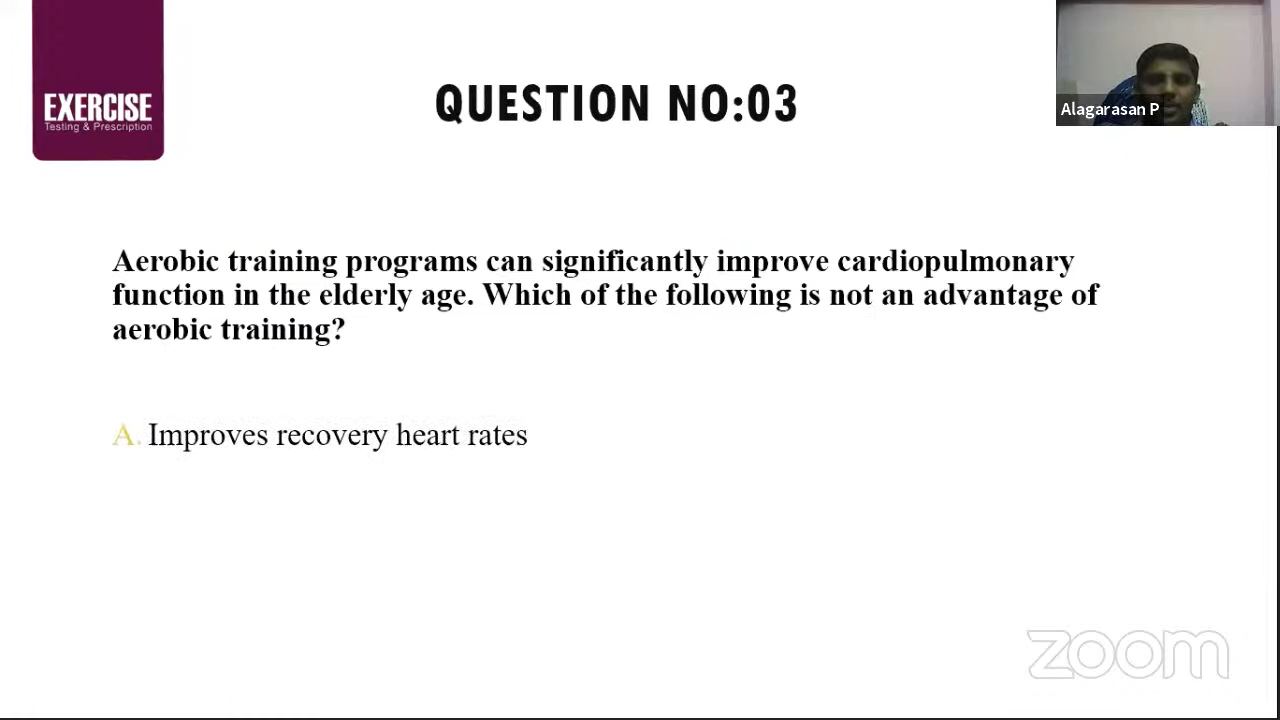 EXERCISE
Testing & Prescription
QUESTION NO:03
Alagarasan P
Aerobic training programs can significantly improve cardiopulmonary
function in the elderly age. Which of the following is not an advantage of
aerobic training?
A. Improves recovery heart rates
zoom